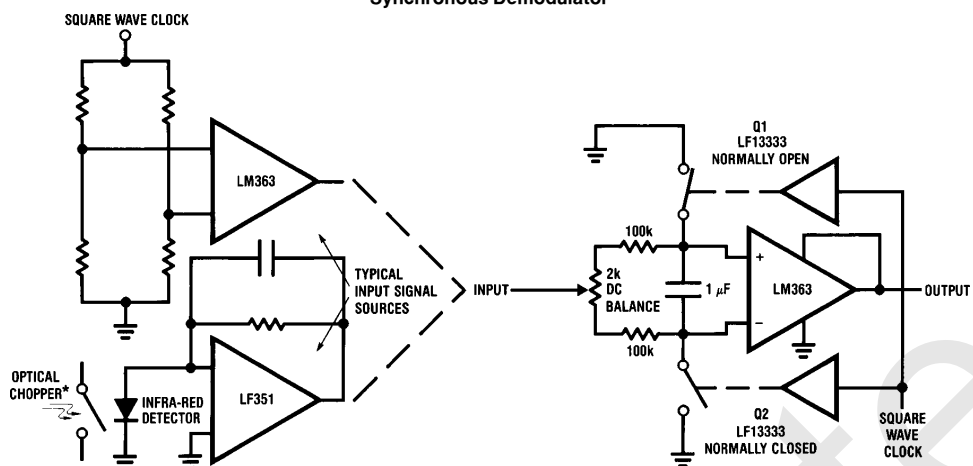 Synchronous Demodulator
SQUARE WAVE CLOCK
LM363
LF351
OPTICAL
CHOPPER*
INFRA-RED
DETECTOR
TYPICAL
INPUT SIGNAL
SOURCES
INPUT
2k
DC
BALANCE
100k
100k
1 μF
Q1
LF13333
NORMALLY OPEN
+
−
LM363
OUTPUT
Q2
LF13333
NORMALLY CLOSED
SQUARE
WAVE
CLOCK